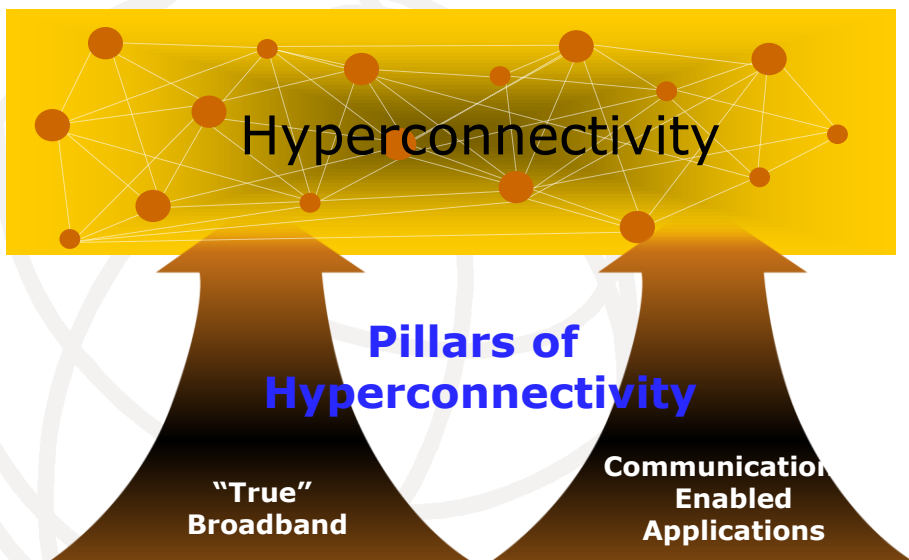 Hyperconnectivity
Pillars of
Hyperconnectivity
“True”
Broadband
Communication
Enabled
Applications